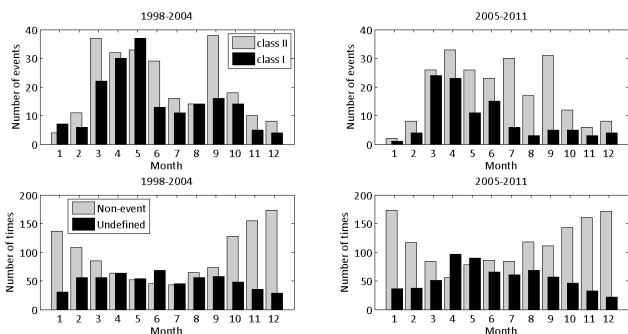 1998-2004
Number of events
40
30
20
10
0
class II
class I
1 2 3 4 5 6 7 8 9 10 11 12
Month
2005-2011
Number of events
40
30
20
10
0
1 2 3 4 5 6 7 8 9 10 11 12
Month
1998-2004
Number of times
200
150
100
50
0
Non-event
Undefined
1 2 3 4 5 6 7 8 9 10 11 12
Month
2005-2011
Number of times
200
150
100
50
0
1 2 3 4 5 6 7 8 9 10 11 12
Month